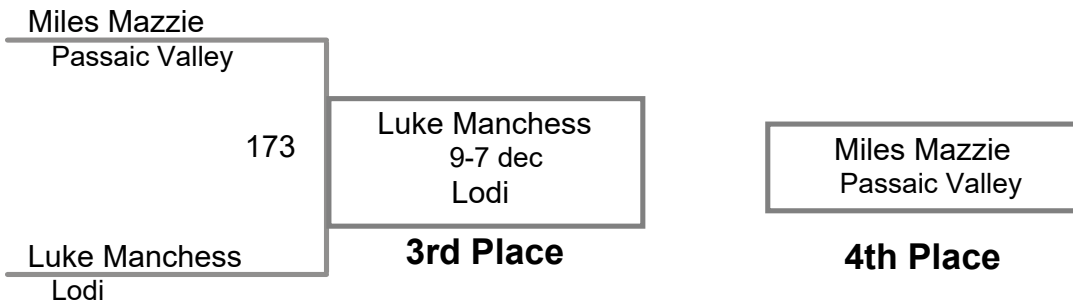 Miles Mazzie
Passaic Valley
173
Luke Manchess
Lodi
Luke Manchess
9-7 dec
Lodi
3rd Place
Miles Mazzie
Passaic Valley
4th Place